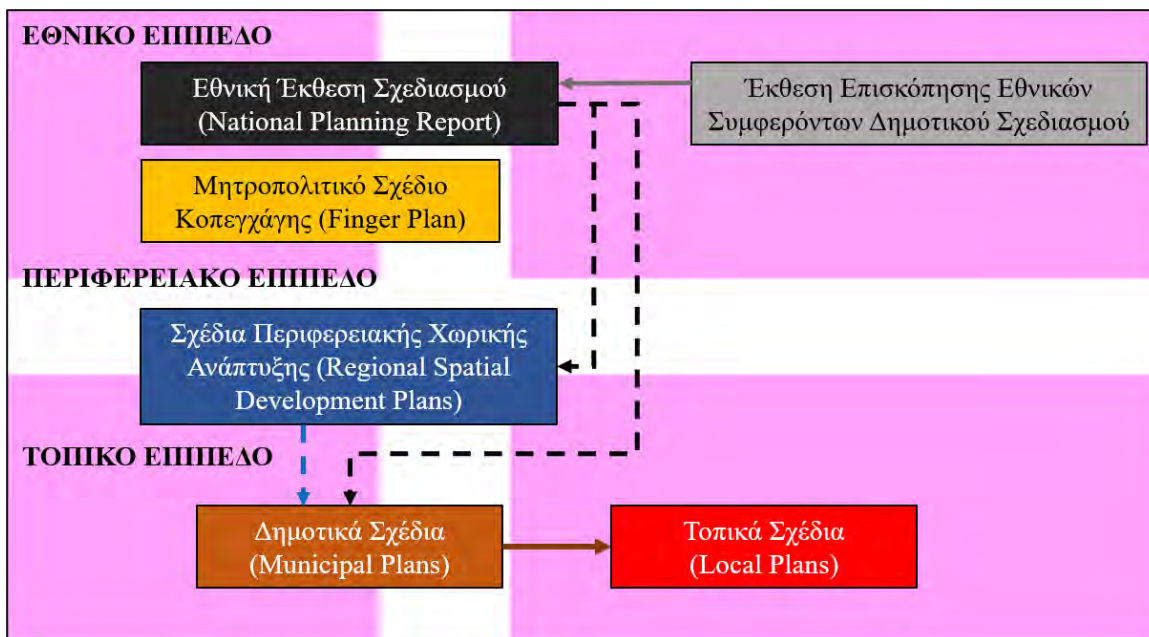 ΕΘΝΙΚΟ ΕΠΙΠΕΔΟ
Εθνική Έκθεση Σχεδιασμού
(National Planning Report)
Έκθεση Επισκόπησης Εθνικών
Συμφερόντων Δημοτικού Σχεδιασμού
Μητροπολιτικό Σχέδιο
Κοπεγχάγης (Finger Plan)
ΠΕΡΙΦΕΡΕΙΑΚΟ ΕΠΙΠΕΔΟ
Σχέδια Περιφερειακής Χωρικής
Ανάπτυξης (Regional Spatial
Development Plans)
ΤΟΠΙΚΟ ΕΠΙΠΕΔΟ
Δημοτικά Σχέδια
(Municipal Plans)
Τοπικά Σχέδια
(Local Plans)